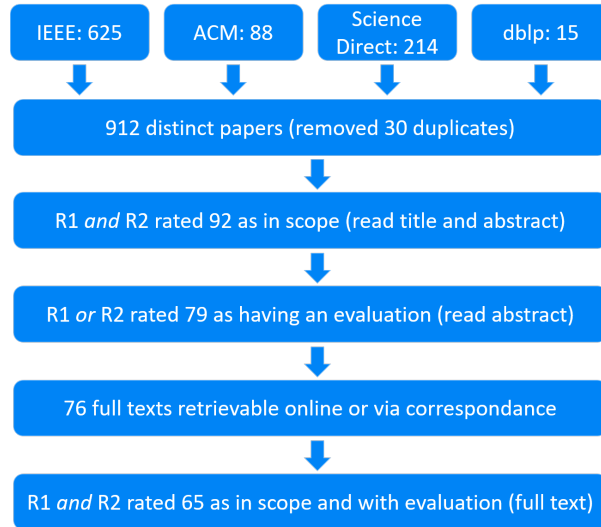 IEEE: 625
ACM: 88
Science
Direct: 214
dblp: 15
912 distinct papers (removed 30 duplicates)
R1 and R2 rated 92 as in scope (read title and abstract)
R1 or R2 rated 79 as having an evaluation (read abstract)
76 full texts retrievable online or via correspondance
R1 and R2 rated 65 as in scope and with evaluation (full text)